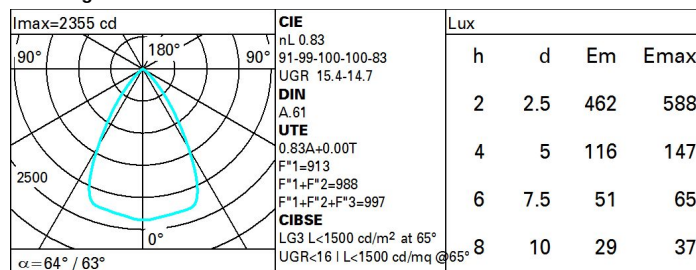 Imax=2355 cd
90° 180° 90°
2500
0°
α=64° / 63°
CIE
nL 0.83
91-99-100-100-83
UGR 15.4-14.7
DIN
A.61
UTE
0.83A+0.00T
F"1=913
F"1+F"2=988
F"1+F"2+F"3=997
CIBSE
LG3 L<1500 cd/m² at 65°
UGR<16 | L<1500 cd/mq @65°
Lux
h d Em Emax
2 2.5 462 588
4 5 116 147
6 7.5 51 65
8 10 29 37